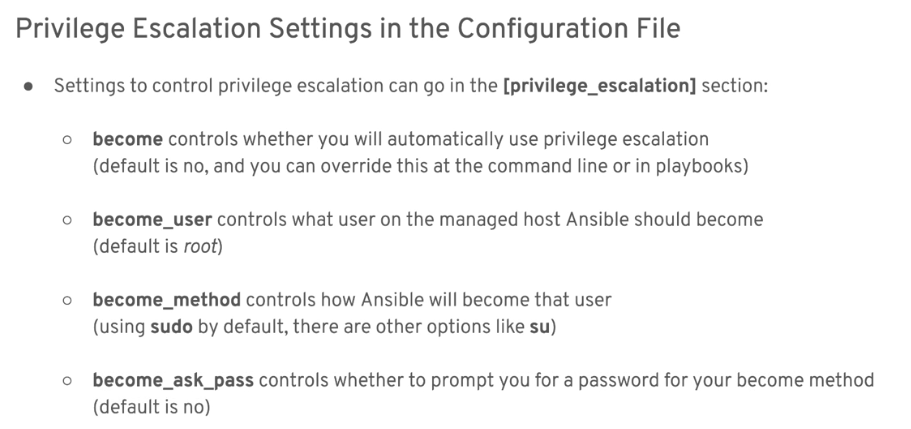 Privilege Escalation Settings in the Configuration File
● Settings to control privilege escalation can go in the [privilege_escalation] section:
○ become controls whether you will automatically use privilege escalation
(default is no, and you can override this at the command line or in playbooks)
○ become_user controls what user on the managed host Ansible should become
(default is root)
○ become_method controls how Ansible will become that user
(using sudo by default, there are other options like su)
○ become_ask_pass controls whether to prompt you for a password for your become method
(default is no)